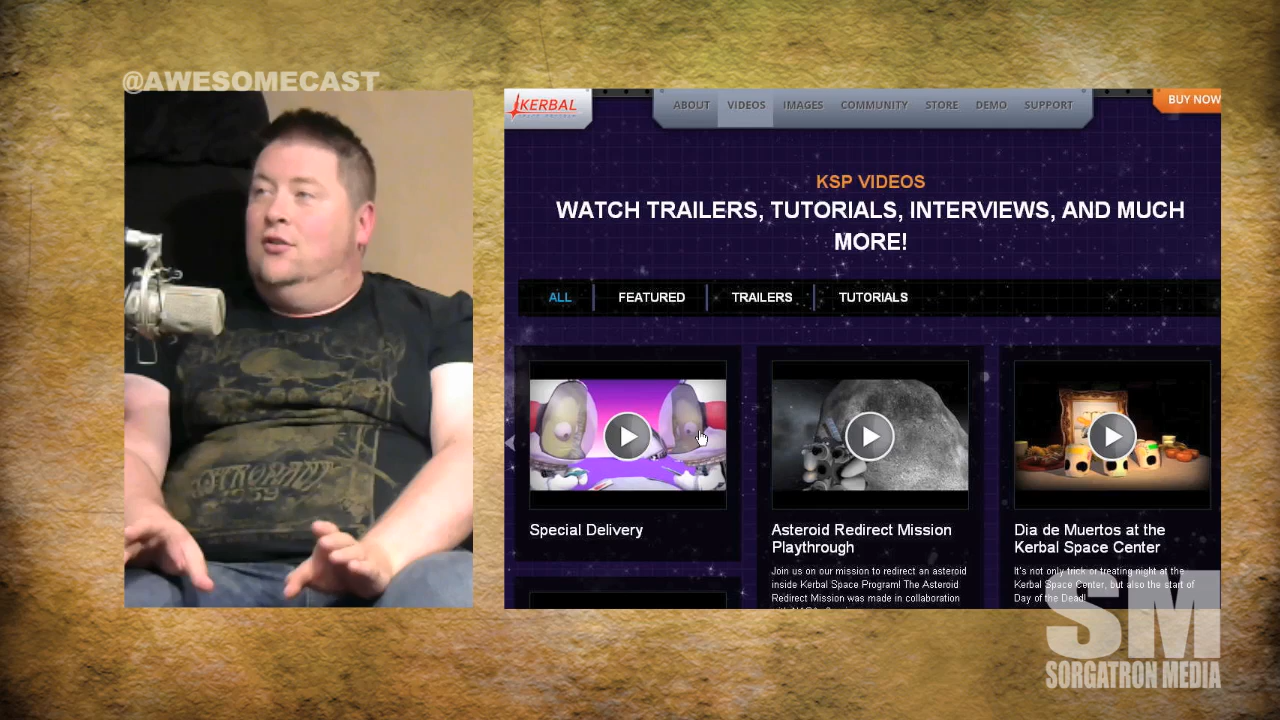 @AWESOMECAST
KERBAL
ABOUT VIDEOS IMAGES COMMUNITY STORE DEMO SUPPORT
BUY NOW
KSP VIDEOS
WATCH TRAILERS, TUTORIALS, INTERVIEWS, AND MUCH
MORE!
ALL FEATURED TRAILERS TUTORIALS
Special Delivery
Asteroid Redirect Mission
Playthrough
Join us on our mission to redirect an asteroid
inside Kerbal Space Program! The Asteroid
Redirect Mission was made in collaboration
Dia de Muertos at the
Kerbal Space Center
It's not only trick or treating night at the
Kerbal Space Center, but also the start of
Day of the Dead!
SM
SORGATRON MEDIA